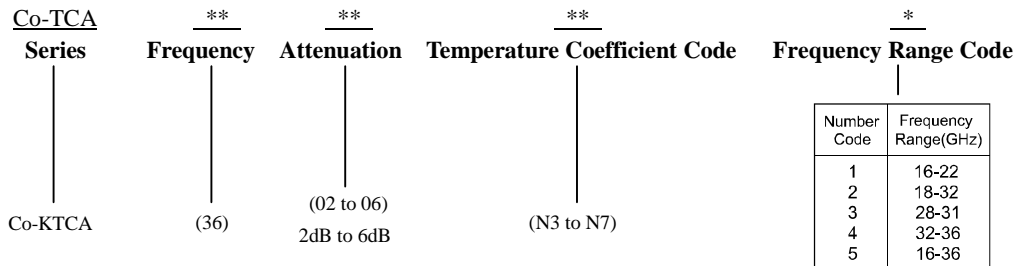 Co-TCA ** ** ** *
Series Frequency Attenuation Temperature Coefficient Code Frequency Range Code
Number Code Frequency Range(GHz)
1 16-22
2 18-32
3 28-31
4 32-36
5 16-36
Co-KTCA (36) (02 to 06) (N3 to N7)
2dB to 6dB